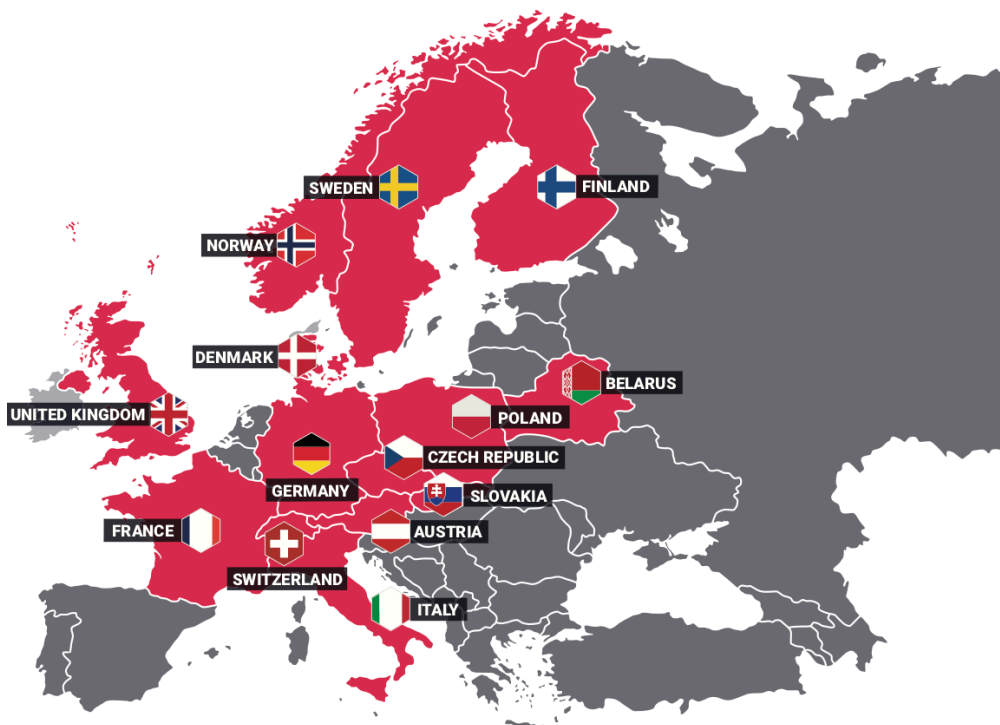 SWEDEN
FINLAND
NORWAY
DENMARK
BELARUS
UNITED KINGDOM
POLAND
CZECH REPUBLIC
GERMANY
SLOVAKIA
FRANCE
AUSTRIA
SWITZERLAND
ITALY